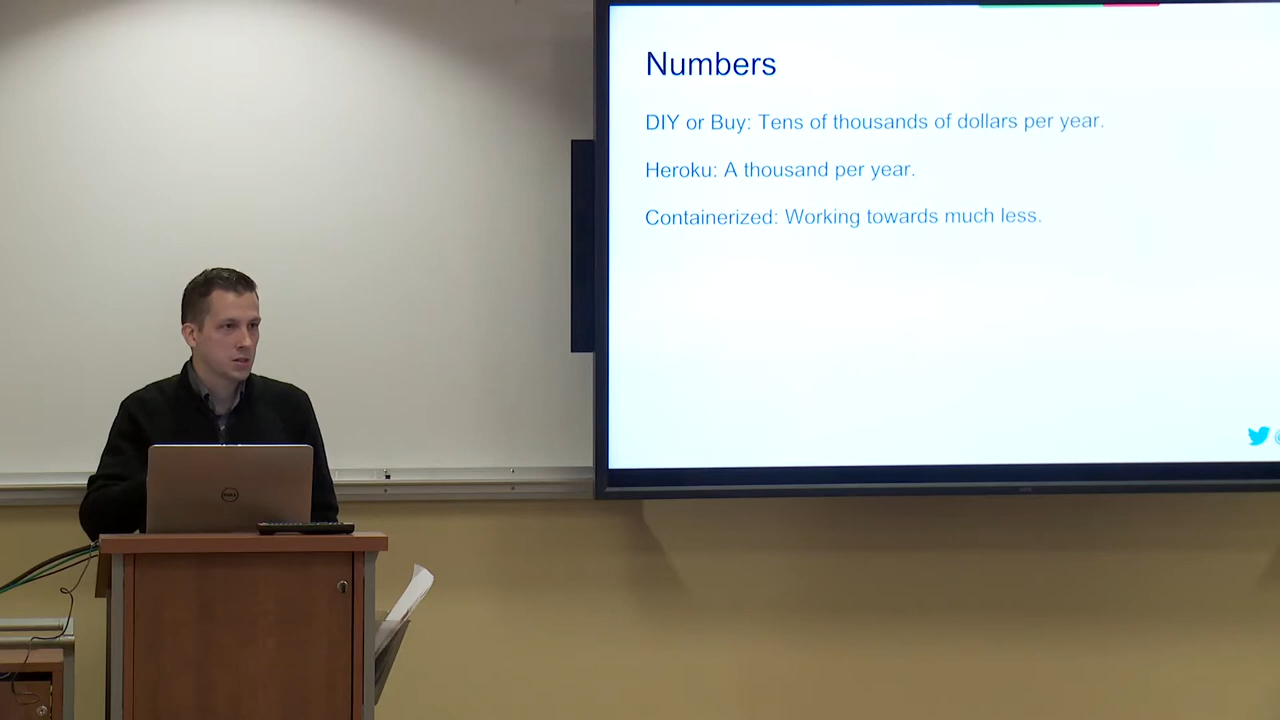 Numbers
DIY or Buy: Tens of thousands of dollars per year.
Heroku: A thousand per year.
Containerized: Working towards much less.
DELL